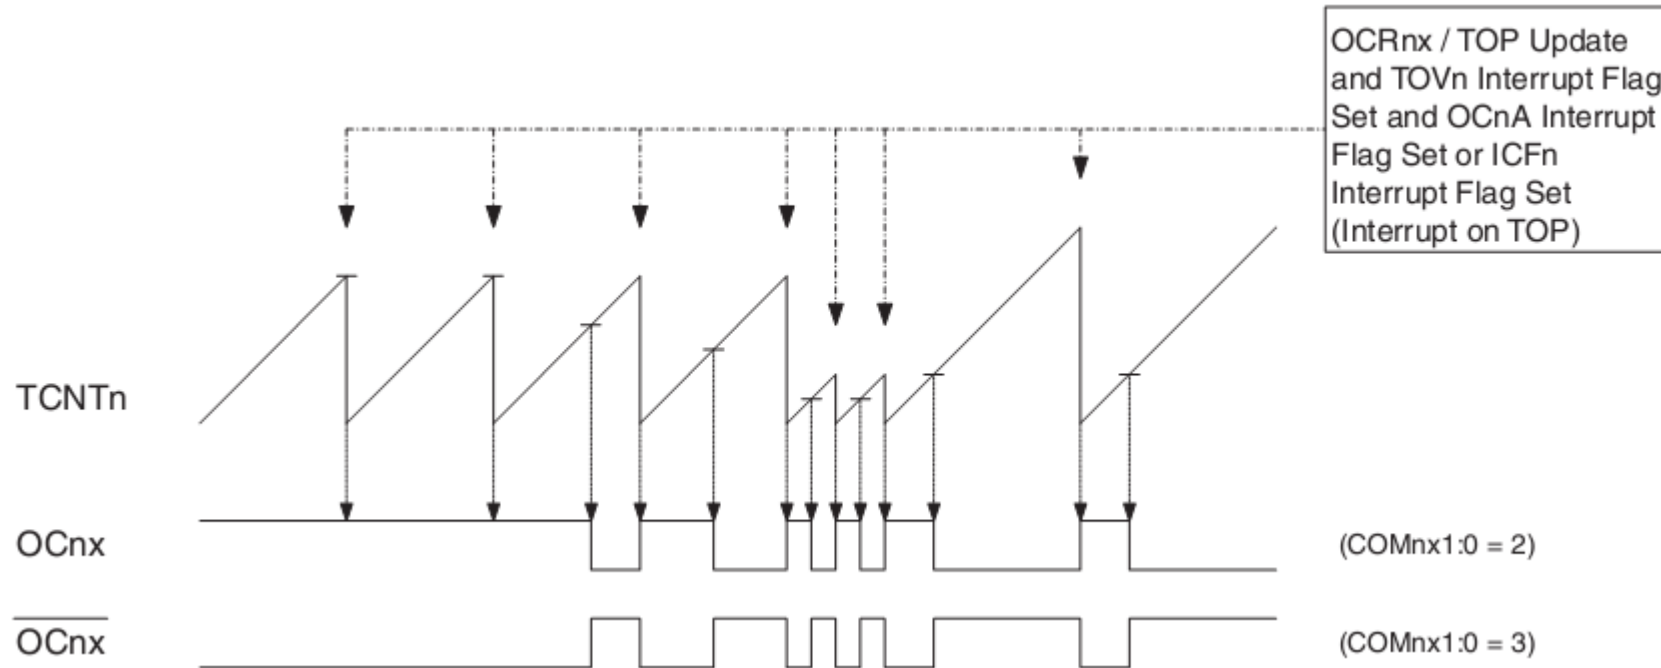 OCRnx / TOP Update
and TOVn Interrupt Flag
Set and OCnA Interrupt
Flag Set or ICFn
Interrupt Flag Set
(Interrupt on TOP)
TCNTn
OCnx
(COMnx1:0 = 2)
OCnx
(COMnx1:0 = 3)